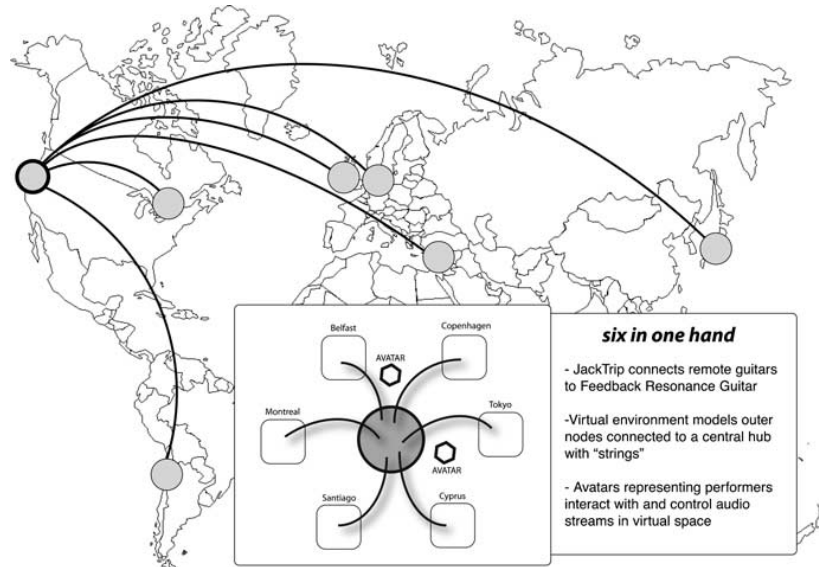 Belfast
Copenhagen
AVATAR
Montreal
Tokyo
AVATAR
Santiago
Cyprus
six in one hand
- JackTrip connects remote guitars
to Feedback Resonance Guitar
-Virtual environment models outer
nodes connected to a central hub
with “strings”
- Avatars representing performers
interact with and control audio
streams in virtual space